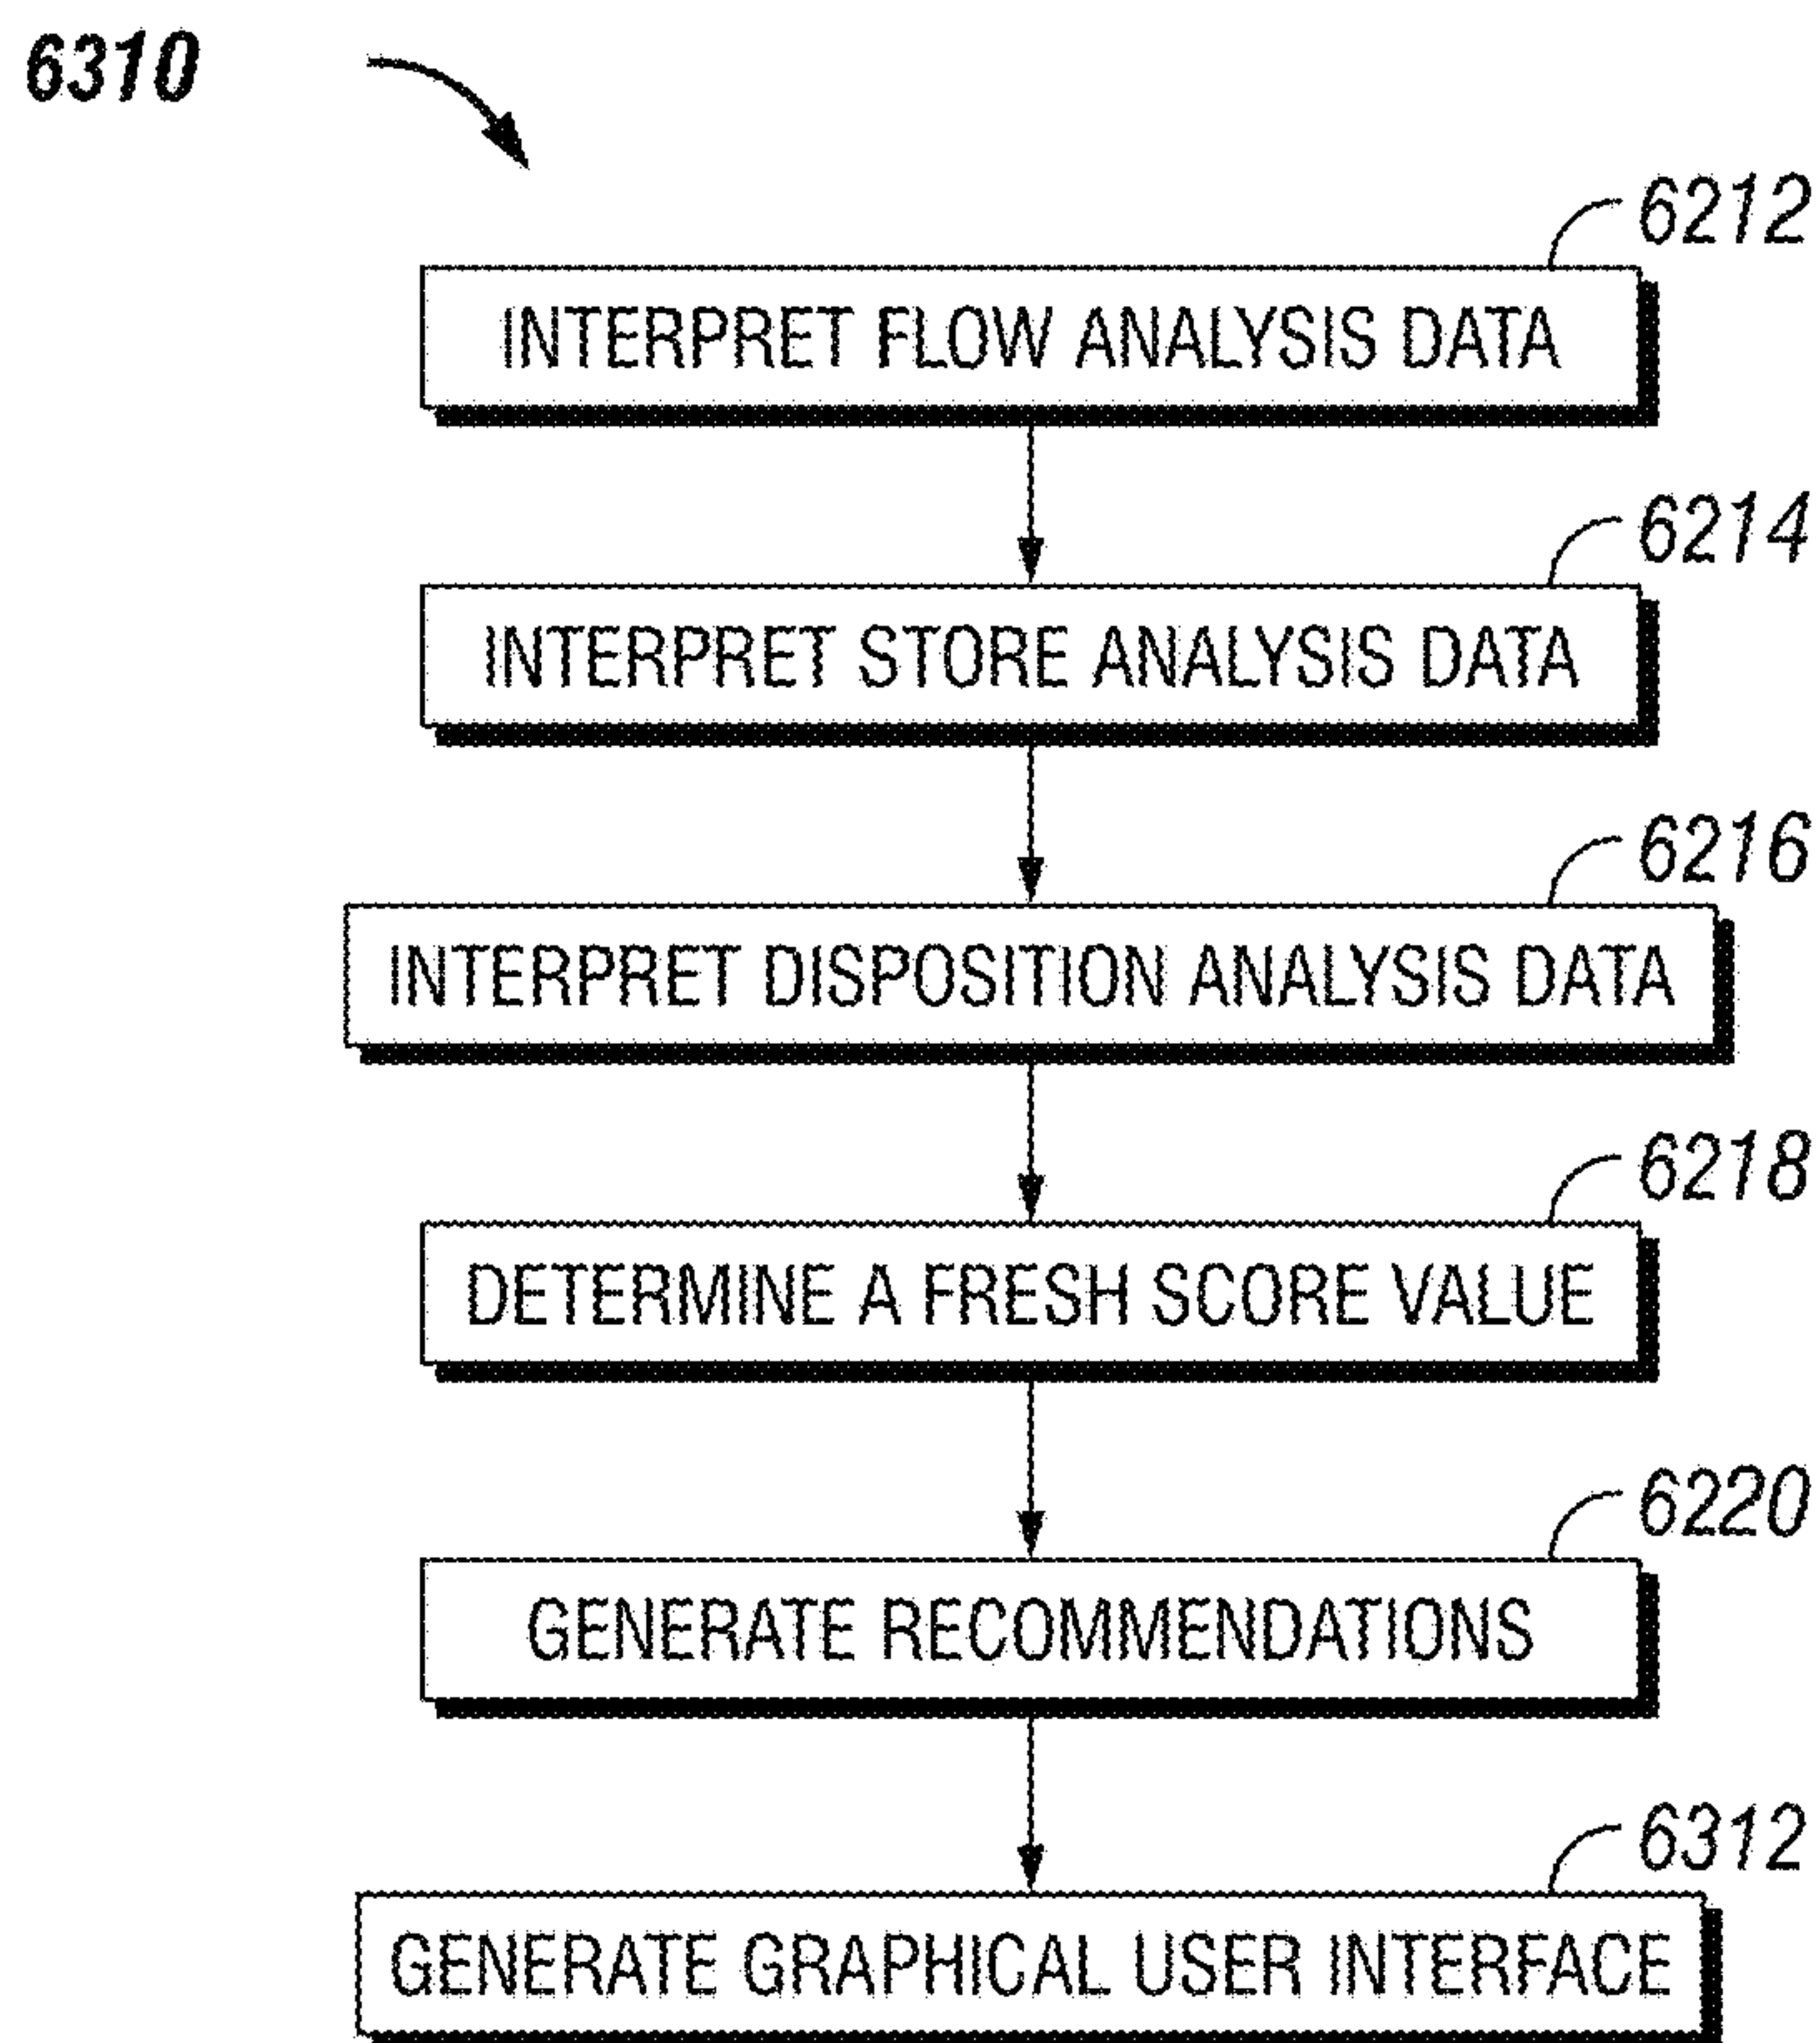 6310
6212
INTERPRET FLOW ANALYSIS DATA
6214
INTERPRET STORE ANALYSIS DATA
6216
INTERPRET DISPOSITION ANALYSIS DATA
6218
DETERMINE A FRESH SCORE VALUE
6220
GENERATE RECOMMENDATIONS
6312
GENERATE GRAPHICAL USER INTERFACE